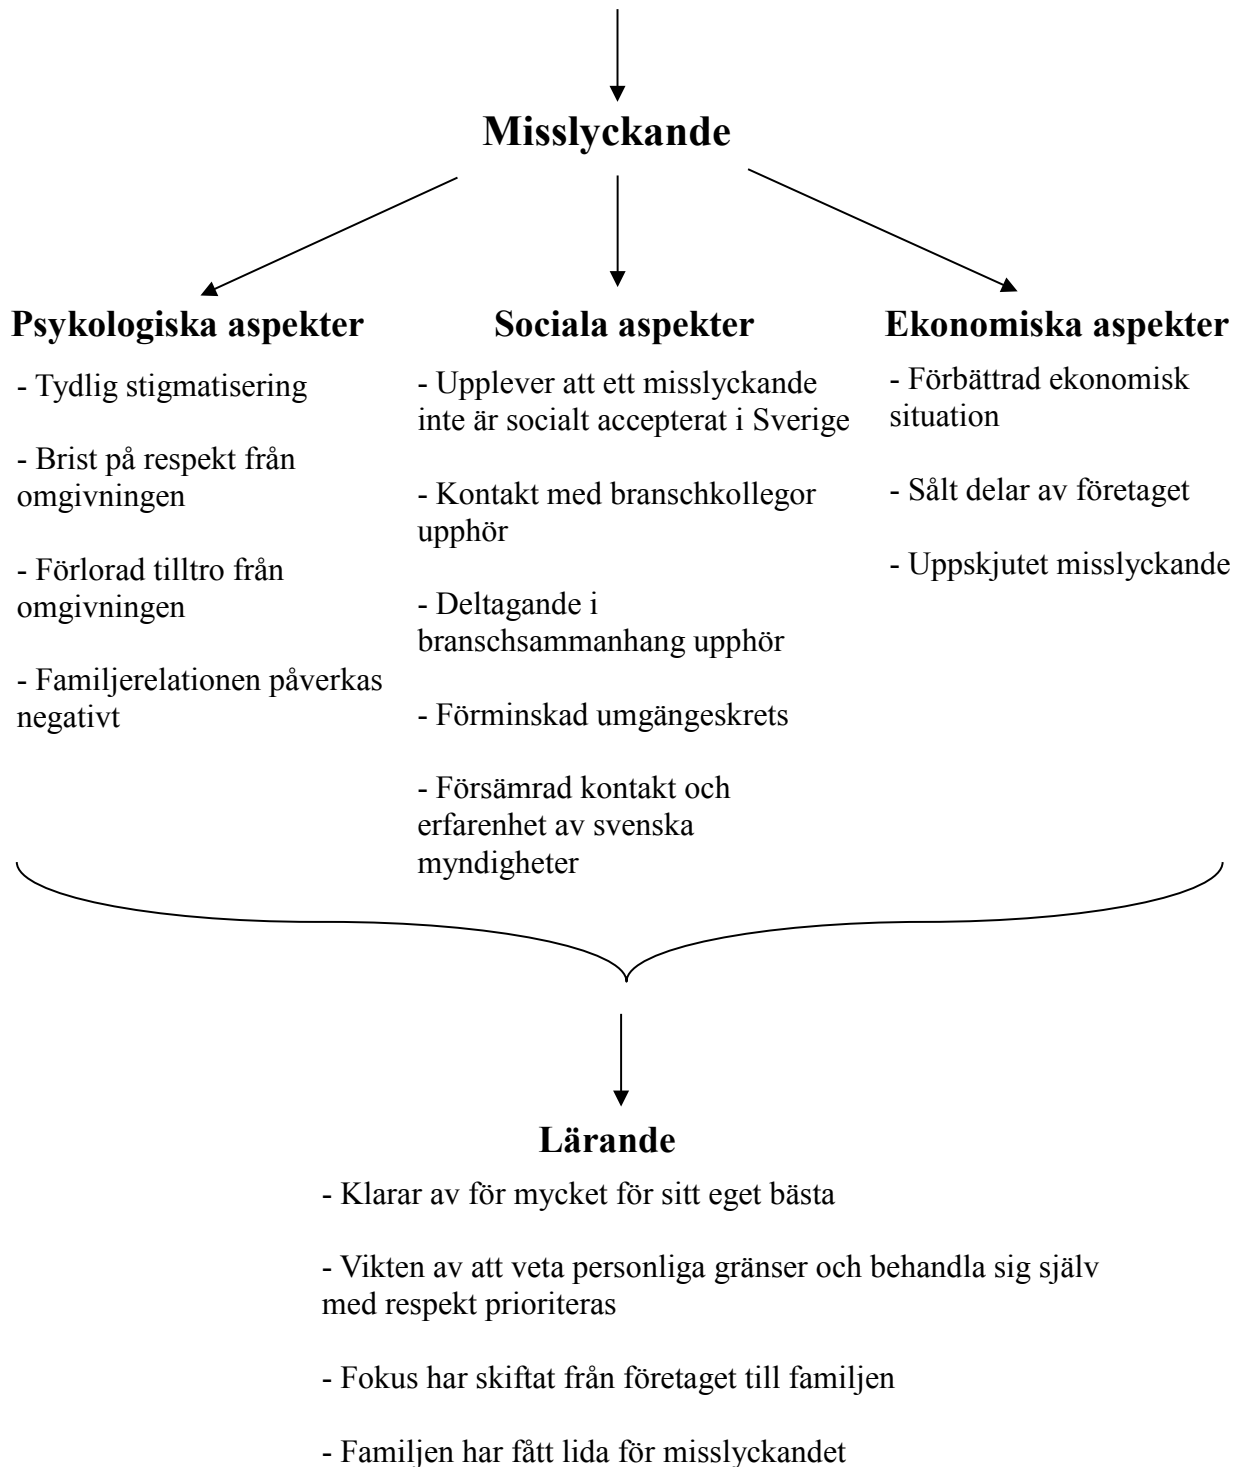 Misslyckande
Psykologiska aspekter
- Tydlig stigmatisering
- Brist på respekt från
omgivningen
- Förlorad tilltro från
omgivningen
- Familjerelationen påverkas
negativt
Sociala aspekter
- Upplever att ett misslyckande
inte är socialt accepterat i Sverige
- Kontakt med branschkollegor
upphör
- Deltagande i
branschsammanhang upphör
- Förminskad umgängeskrets
- Försämrad kontakt och
erfarenhet av svenska
myndigheter
Ekonomiska aspekter
- Förbättrad ekonomisk
situation
- Sålt delar av företaget
- Uppskjutet misslyckande
Lärande
- Klarar av för mycket för sitt eget bästa
- Vikten av att veta personliga gränser och behandla sig själv
med respekt prioriteras
- Fokus har skiftat från företaget till familjen
- Familjen har fått lida för misslyckandet